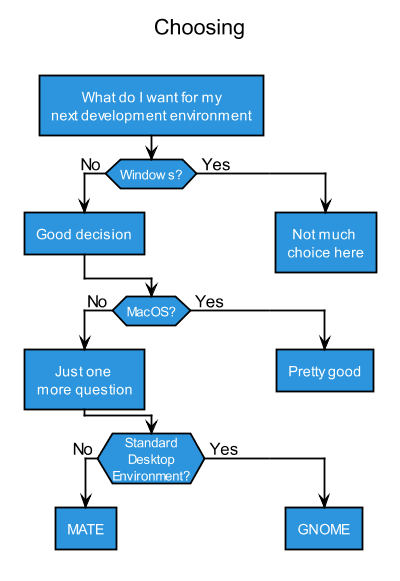 Choosing
What do I want for my
next development environment
No
Windows?
Yes
Good decision
Not much
choice here
No
MacOS?
Yes
Just one
more question
Pretty good
No
Standard
Desktop
Environment?
Yes
MATE
GNOME